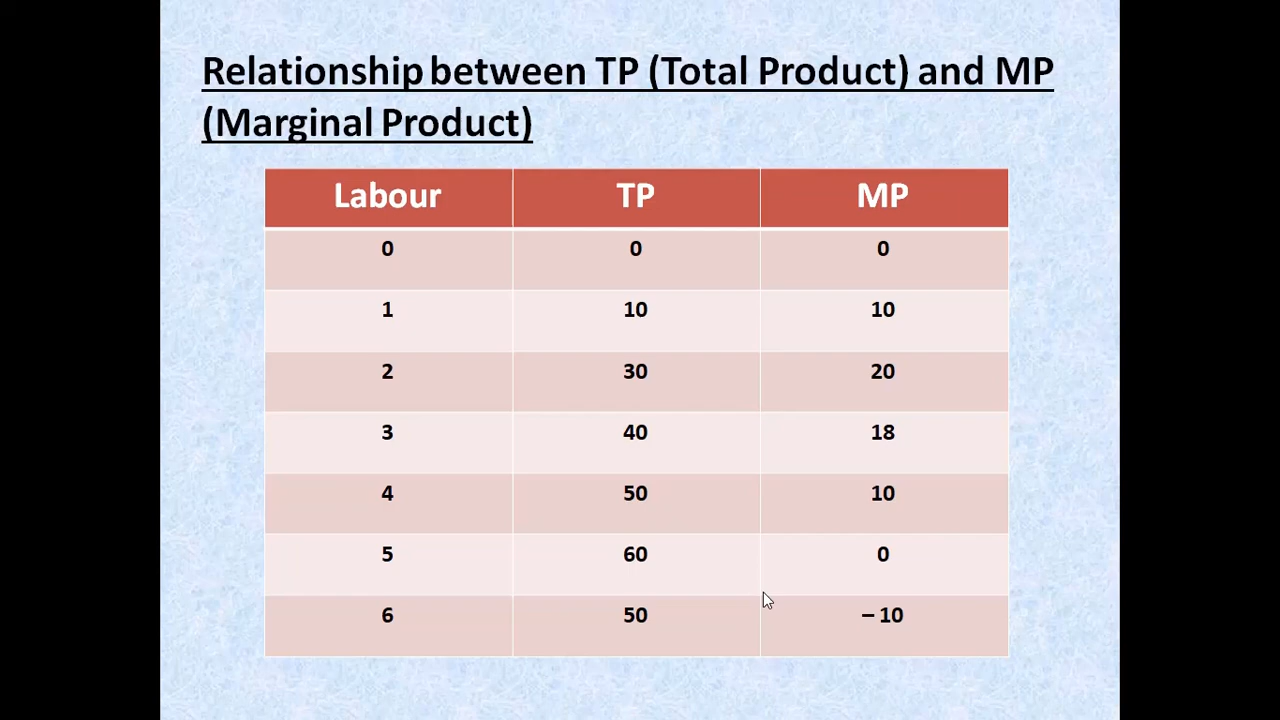 Relationship between TP (Total Product) and MP
(Marginal Product)
Labour TP MP
0 0 0
1 10 10
2 30 20
3 40 18
4 50 10
5 60 0
6 50 – 10